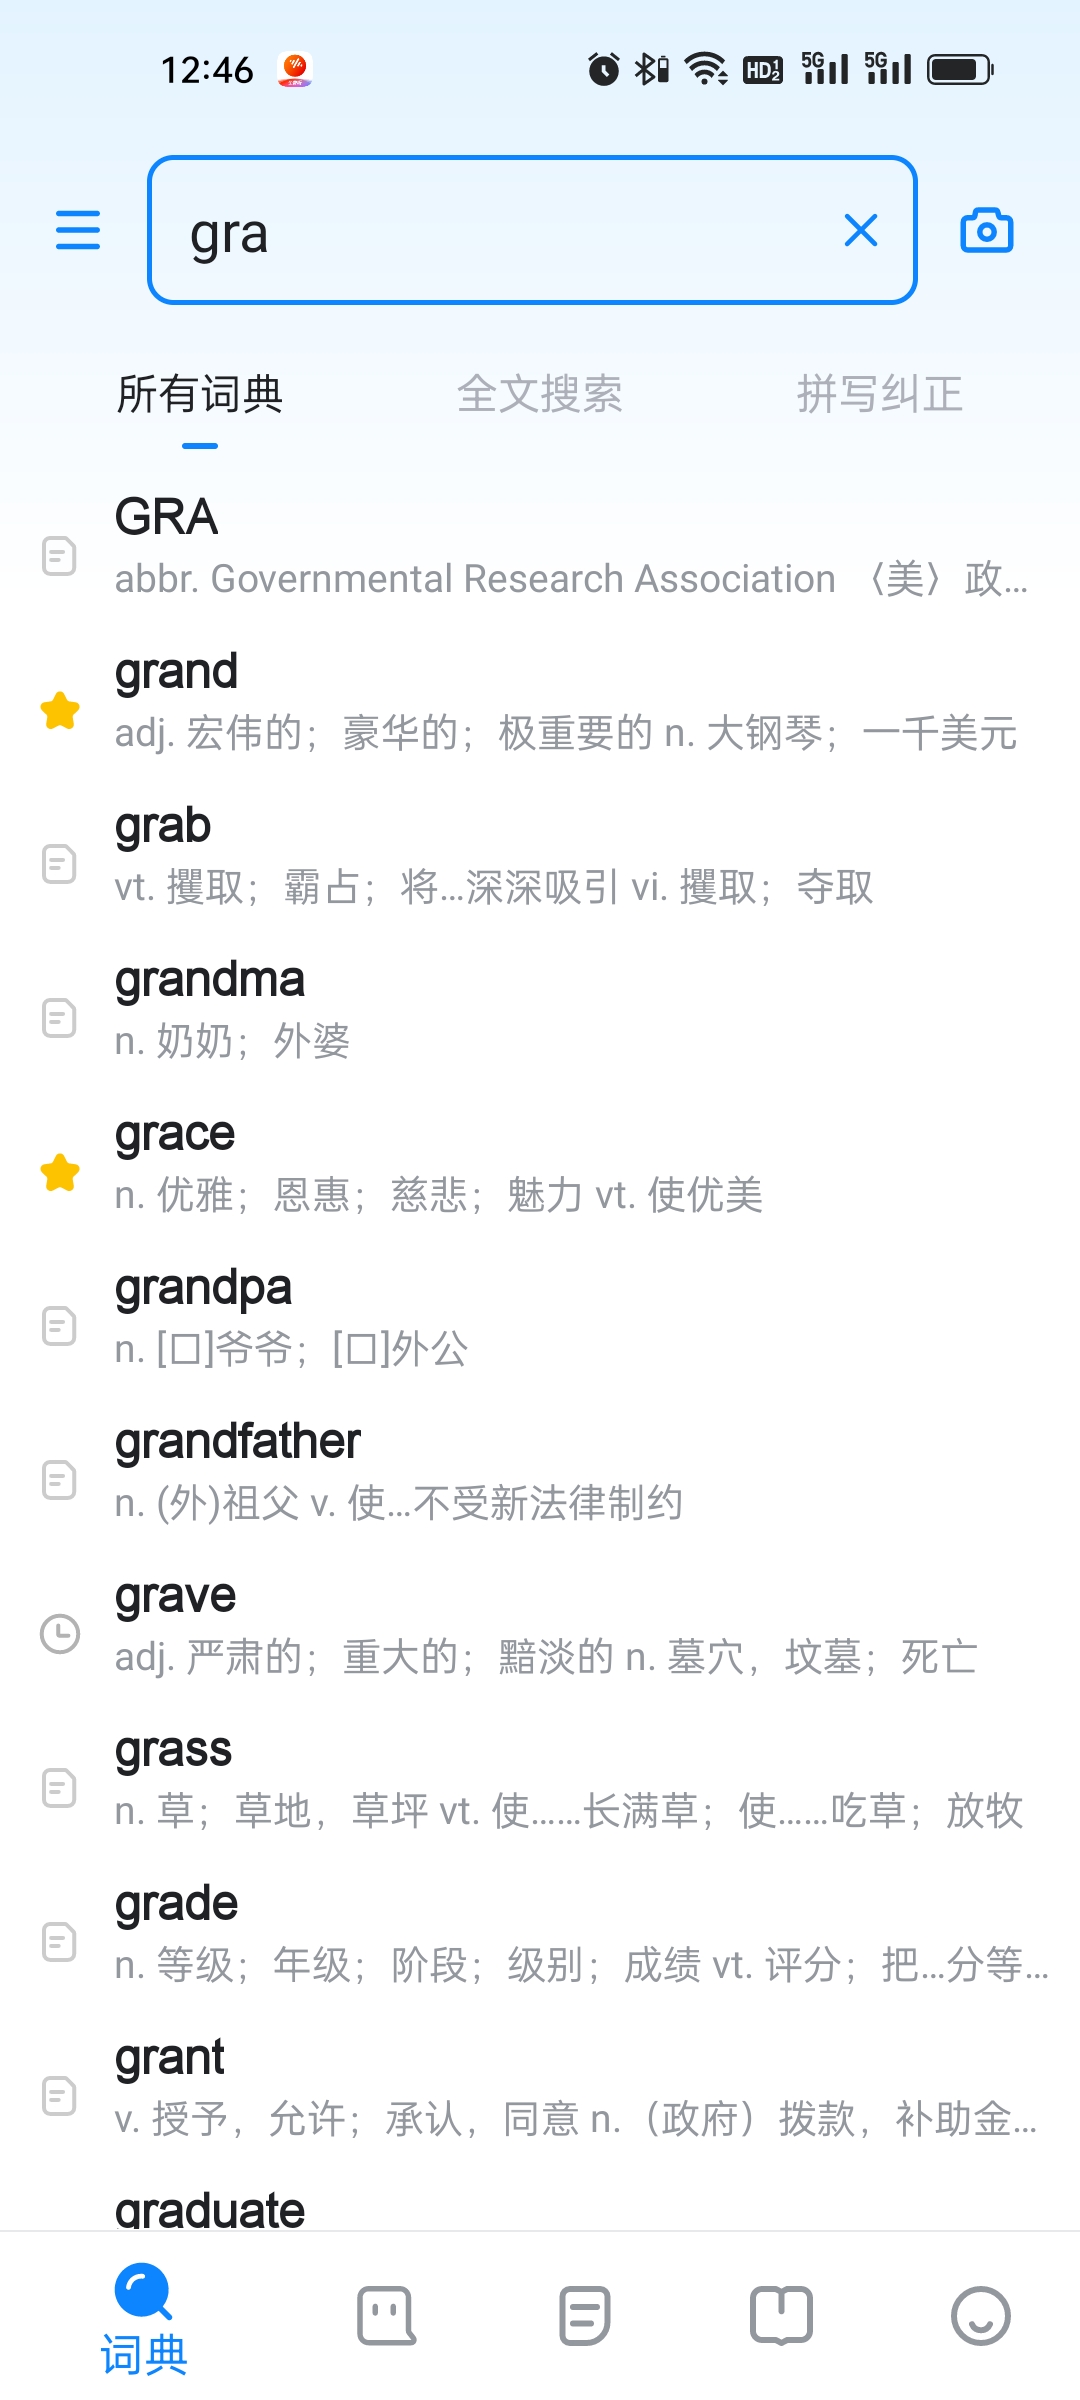 12:46
HD 1 2 5G 5G
gra
所有词典 全文搜索 拼写纠正
GRA
abbr. Governmental Research Association 〈美〉政...
grand
adj. 宏伟的；豪华的；极重要的 n. 大钢琴；一千美元
grab
vt. 攫取；霸占；将...深深吸引 vi. 攫取；夺取
grandma
n. 奶奶；外婆
grace
n. 优雅；恩惠；慈悲；魅力 vt. 使优美
grandpa
n. [口]爷爷；[口]外公
grandfather
n. (外)祖父 v. 使...不受新法律制约
grave
adj. 严肃的；重大的；黯淡的 n. 墓穴，坟墓；死亡
grass
n. 草；草地，草坪 vt. 使……长满草；使……吃草；放牧
grade
n. 等级；年级；阶段；级别；成绩 vt. 评分；把...分等...
grant
v. 授予，允许；承认，同意 n.（政府）拨款，补助金...
graduate
词典